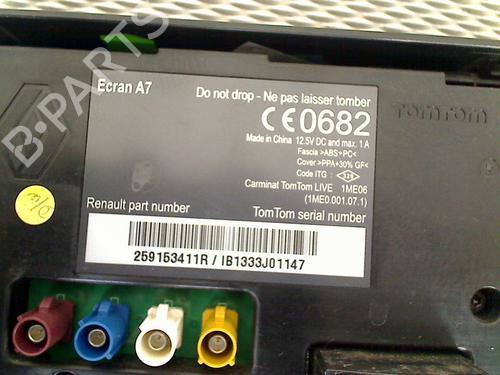 B-PARTS
Ecran A7
Do not drop - Ne pas laisser tomber
CE0682
Made in China 12.5V DC and max. 1 A
Fascia >ABS+PC<
Cover >PPA+30% GF<
Code ITG :
Carminat TomTom LIVE 1ME06
(1ME0.001.07.1)
Renault part number
TomTom serial number
259153411R / IB1333J01147
TOMTOM